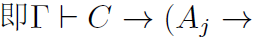 即Γ ⊢ C → (A_j →